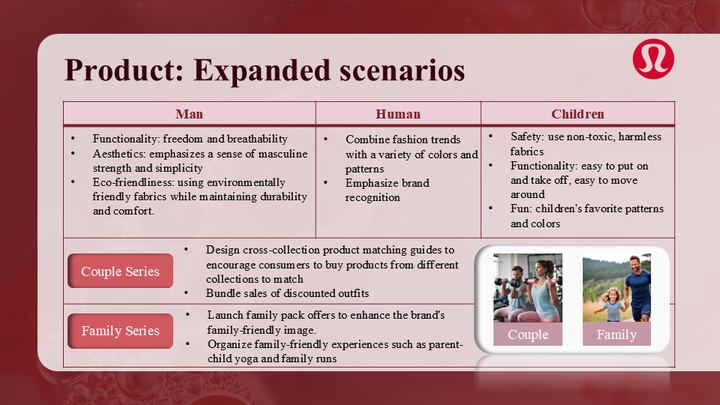 Product: Expanded scenarios
Man
Human
Children
• Functionality: freedom and breathability
• Aesthetics: emphasizes a sense of masculine
strength and simplicity
• Eco-friendliness: using environmentally
friendly fabrics while maintaining durability
and comfort.
• Combine fashion trends
with a variety of colors and
patterns
• Emphasize brand
recognition
• Safety: use non-toxic, harmless
fabrics
• Functionality: easy to put on
and take off, easy to move
around
• Fun: children's favorite patterns
and colors
Couple Series
• Design cross-collection product matching guides to
encourage consumers to buy products from different
collections to match
• Bundle sales of discounted outfits
Family Series
• Launch family pack offers to enhance the brand's
family-friendly image.
• Organize family-friendly experiences such as parent-
child yoga and family runs
Couple
Family